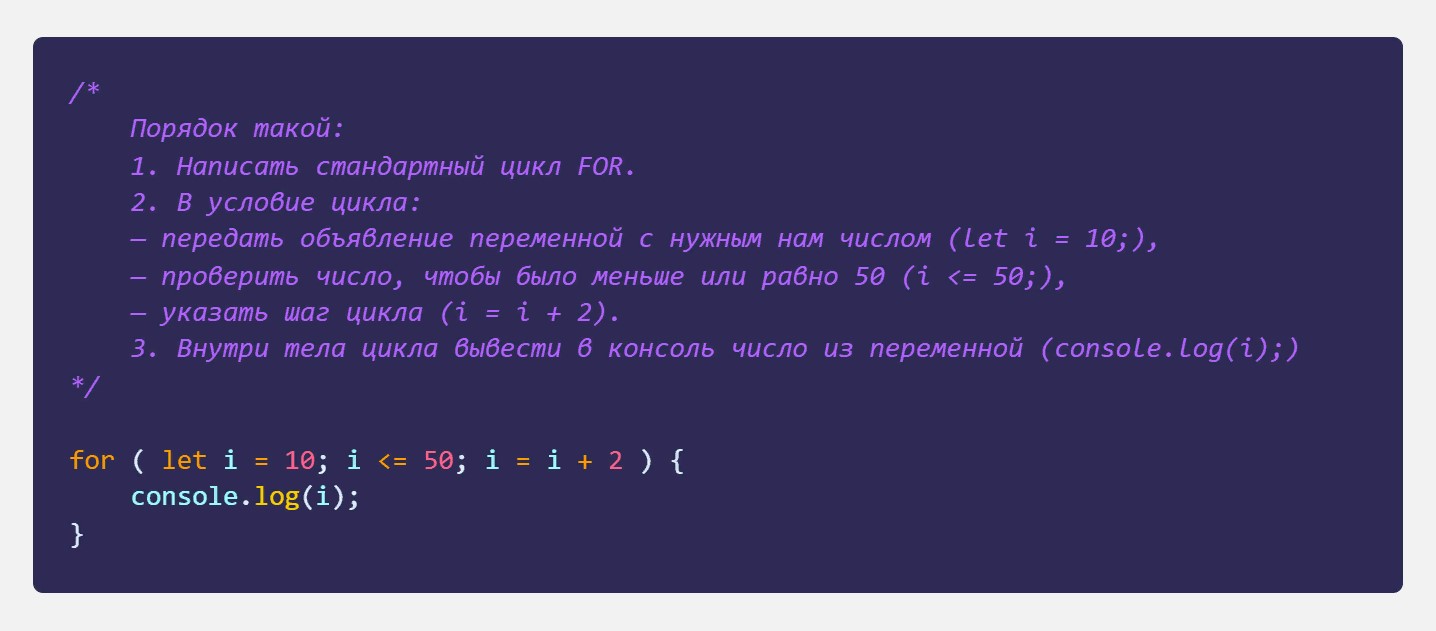 /*
Порядок такой:
1. Написать стандартный цикл FOR.
2. В условие цикла:
— передать объявление переменной с нужным нам числом (let i = 10;),
— проверить число, чтобы было меньше или равно 50 (i <= 50;),
— указать шаг цикла (i = i + 2).
3. Внутри тела цикла вывести в консоль число из переменной (console.log(i);)
*/
for ( let i = 10; i <= 50; i = i + 2 ) {
console.log(i);
}